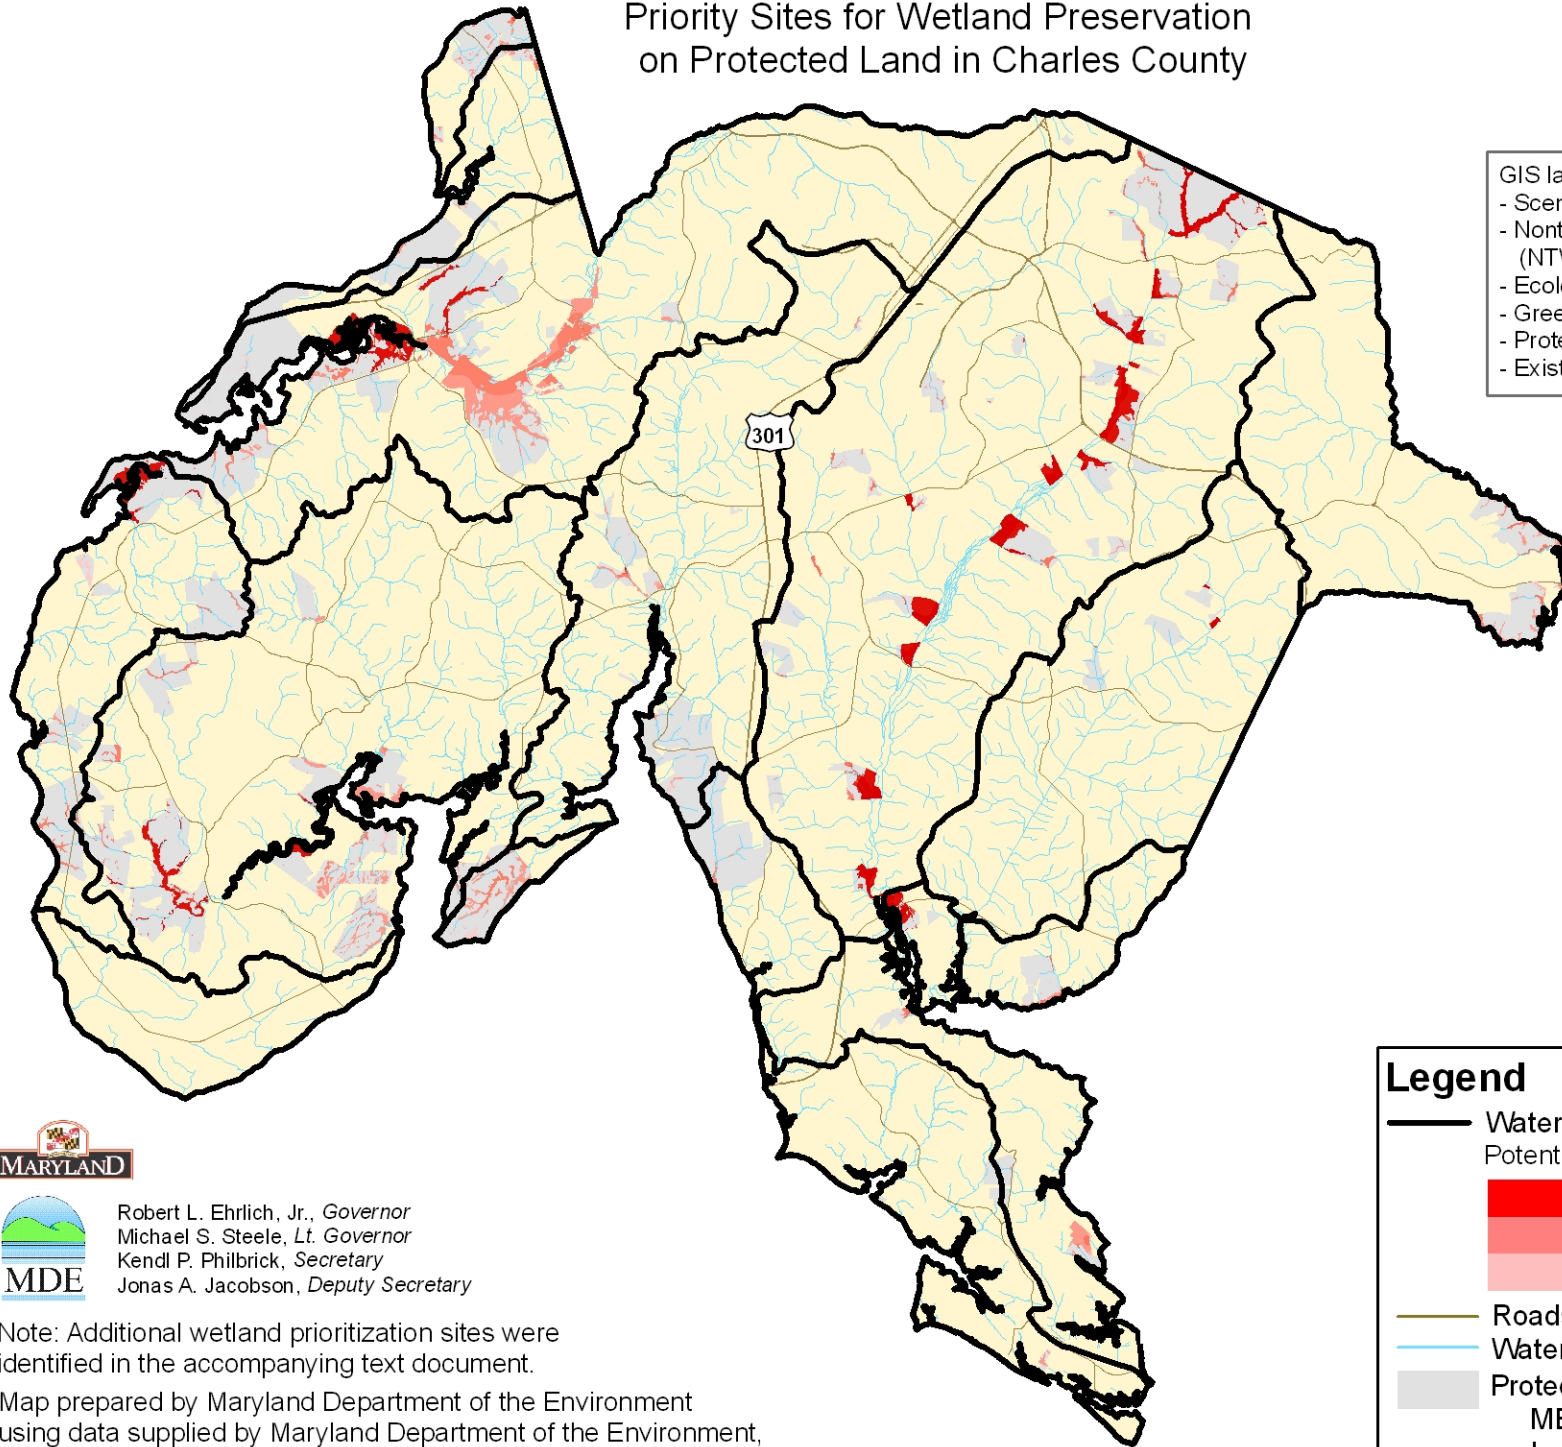 Priority Sites for Wetland Preservation
on Protected Land in Charles County
GIS
- 
- 
- 
- 
- 
- 
301
Legend
MARYLAND
MDE
Robert L. Ehrlich, Jr., Governor
Michael S. Steele, Lt. Governor
Kendl P. Philbrick, Secretary
Jonas A. Jacobson, Deputy Secretary
Note: Additional wetland prioritization sites were
identified in the accompanying text document.
Map prepared by Maryland Department of the Environment
using data supplied by Maryland Department of the Environment,